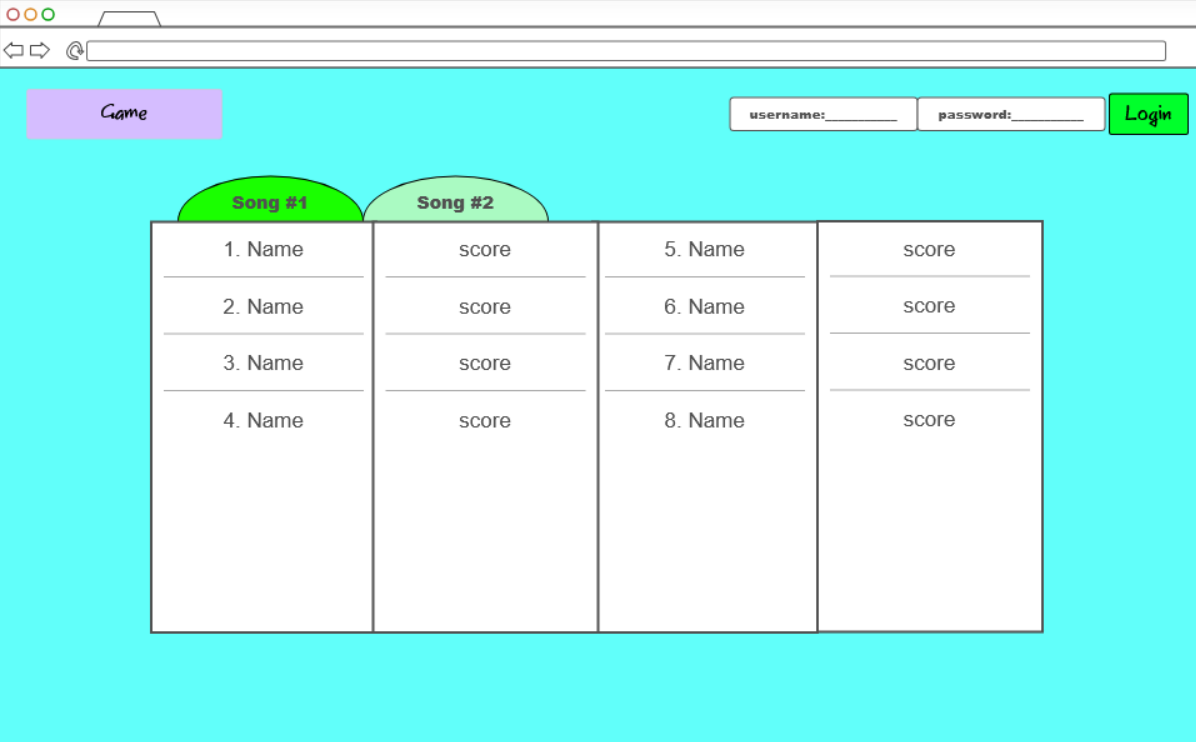 Game
username:__________ password:__________ Login
Song #1 Song #2
1. Name score 5. Name score
2. Name score 6. Name score
3. Name score 7. Name score
4. Name score 8. Name score